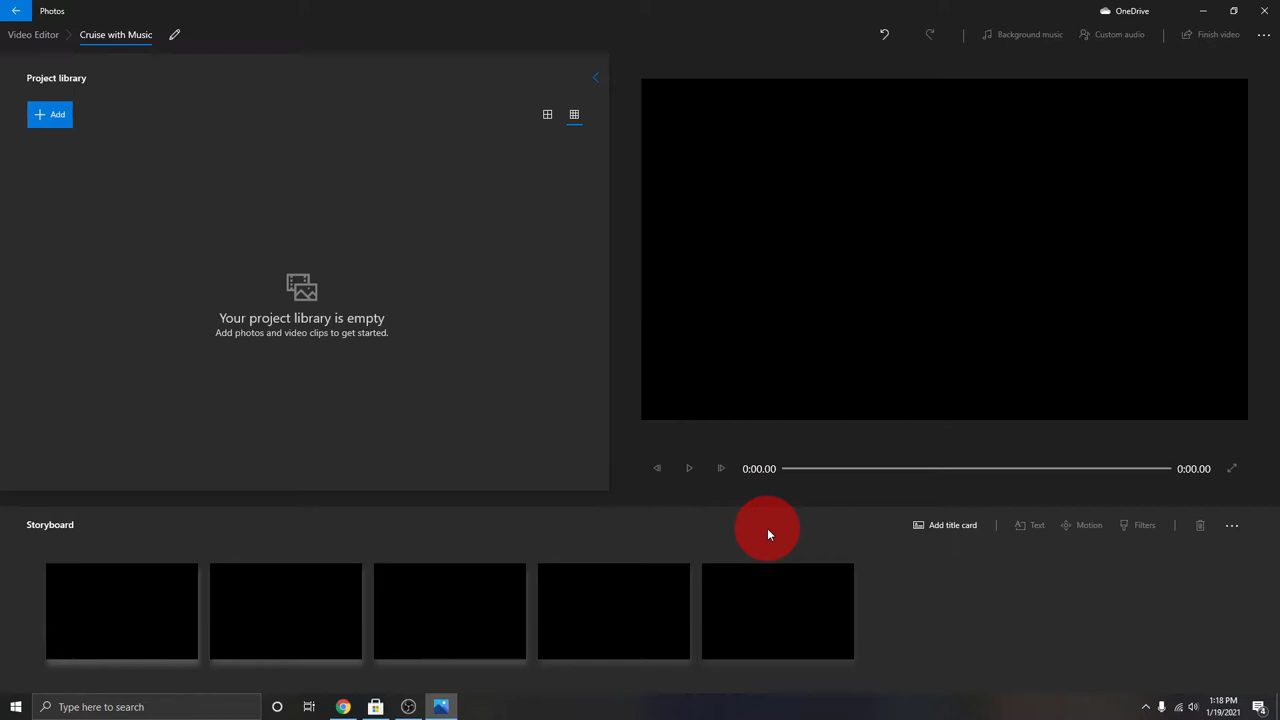 Photos
OneDrive
Video Editor
Cruise with Music
Background music
Custom audio
Finish video
Project library
Add
Your project library is empty
Add photos and video clips to get started.
0:00.00
0:00.00
Storyboard
Add title card
Text
Motion
Filters
Type here to search
1:18 PM
1/19/2021
4